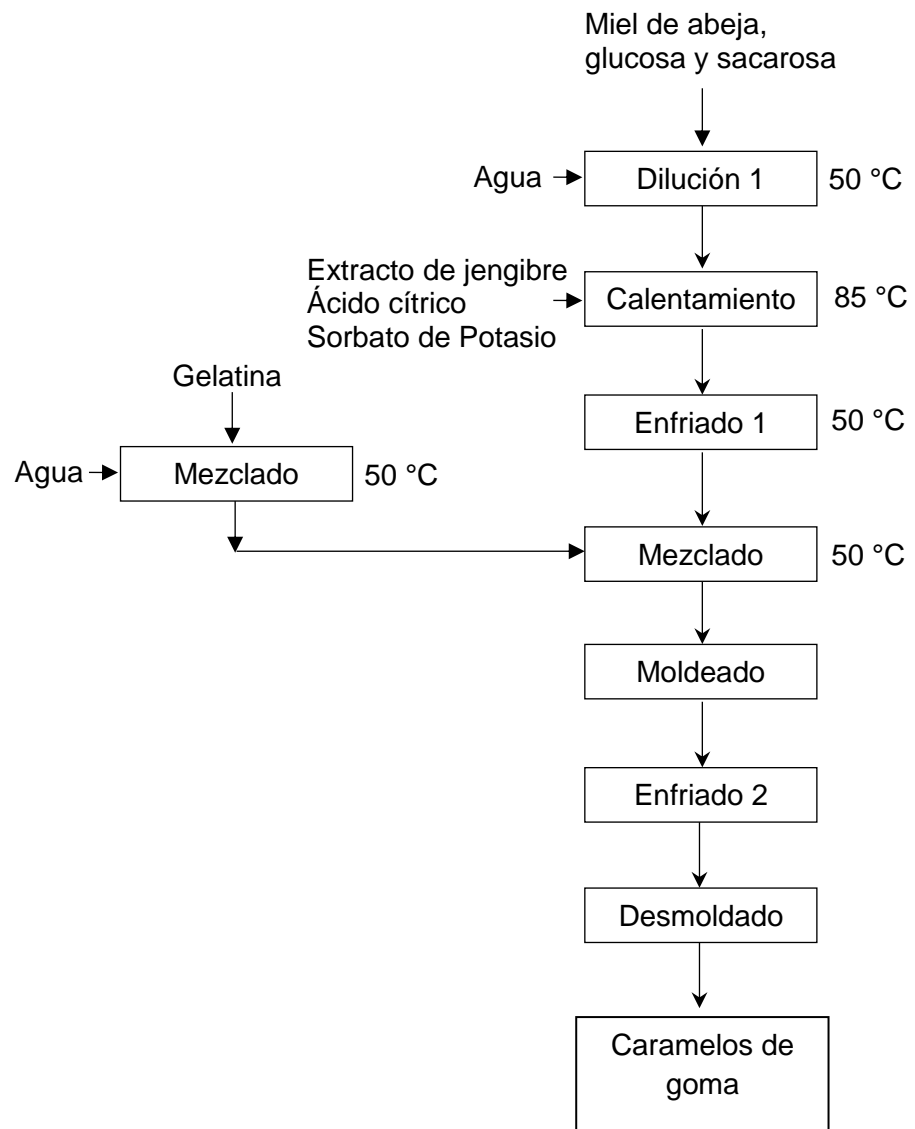 Miel de abeja,
glucosa y sacarosa
Agua
Dilución 1
50 °C
Extracto de jengibre
Ácido cítrico
Sorbato de Potasio
Calentamiento
85 °C
Enfriado 1
50 °C
Gelatina
Agua
Mezclado
50 °C
Mezclado
50 °C
Moldeado
Enfriado 2
Desmoldado
Caramelos de
goma